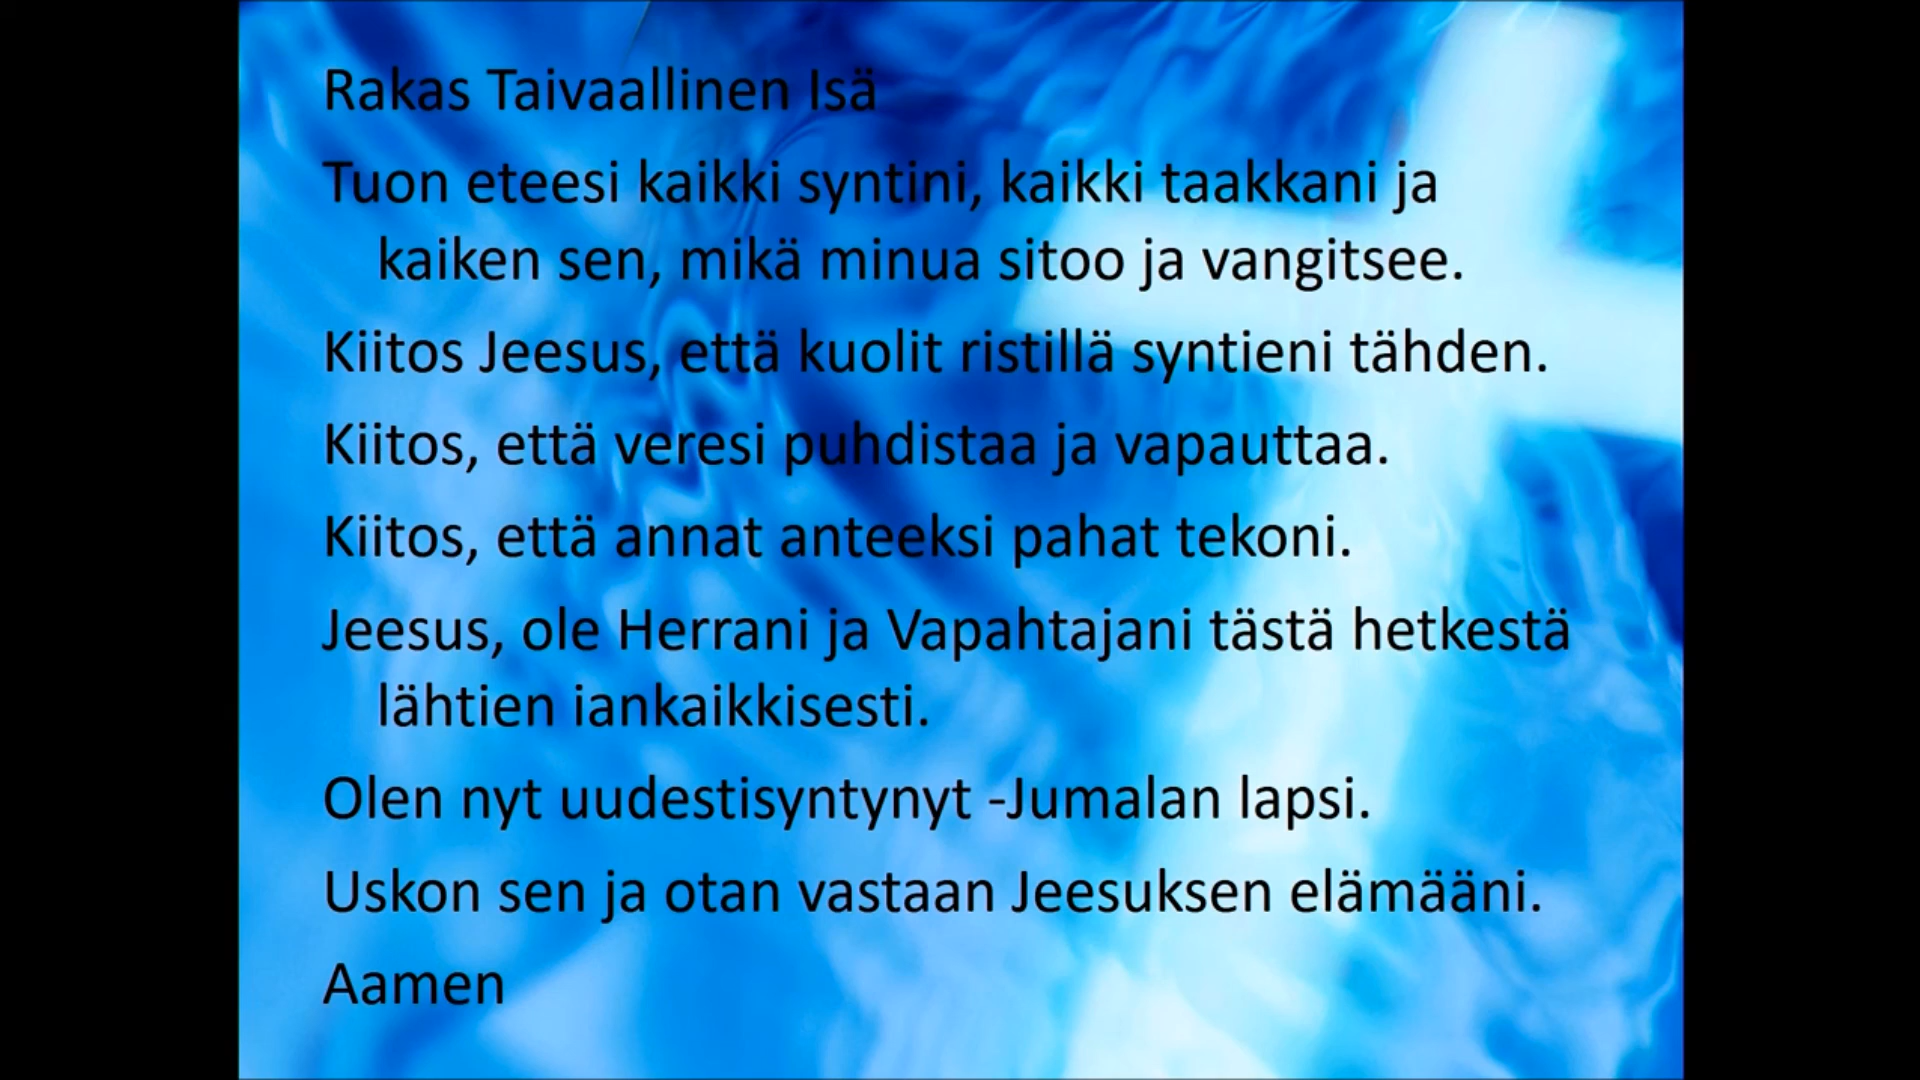 Rakas Taivaallinen Isä
Tuon eteesi kaikki syntini, kaikki taakkani ja
kaiken sen, mikä minua sitoo ja vangitsee.
Kiitos Jeesus, että kuolit ristillä syntieni tähden.
Kiitos, että veresi puhdistaa ja vapauttaa.
Kiitos, että annat anteeksi pahat tekoni.
Jeesus, ole Herrani ja Vapahtajani tästä hetkestä
lähtien iankaikkisesti.
Olen nyt uudestisyntynyt -Jumalan lapsi.
Uskon sen ja otan vastaan Jeesuksen elämääni.
Aamen